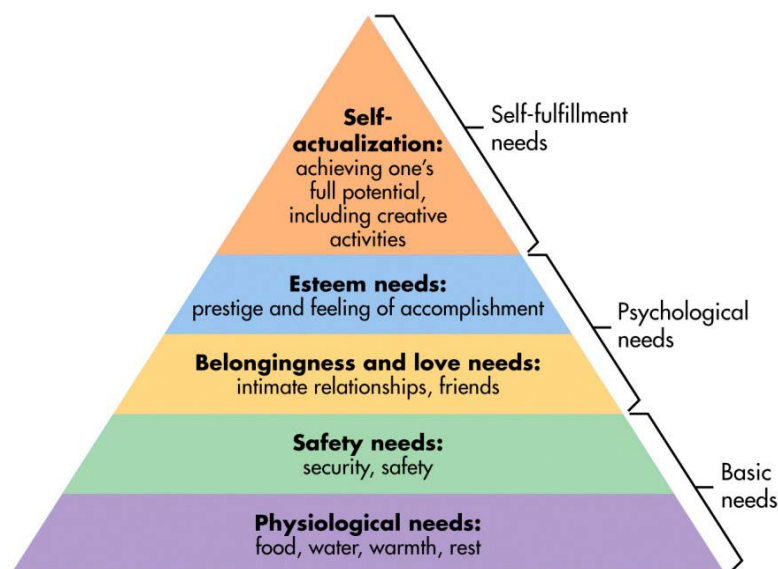 Self-
actualization:
achieving one's
full potential,
including creative
activities
Self-fulfillment
needs
Esteem needs:
prestige and feeling of accomplishment
Belongingness and love needs:
intimate relationships, friends
Psychological
needs
Safety needs:
security, safety
Physiological needs:
food, water, warmth, rest
Basic
needs